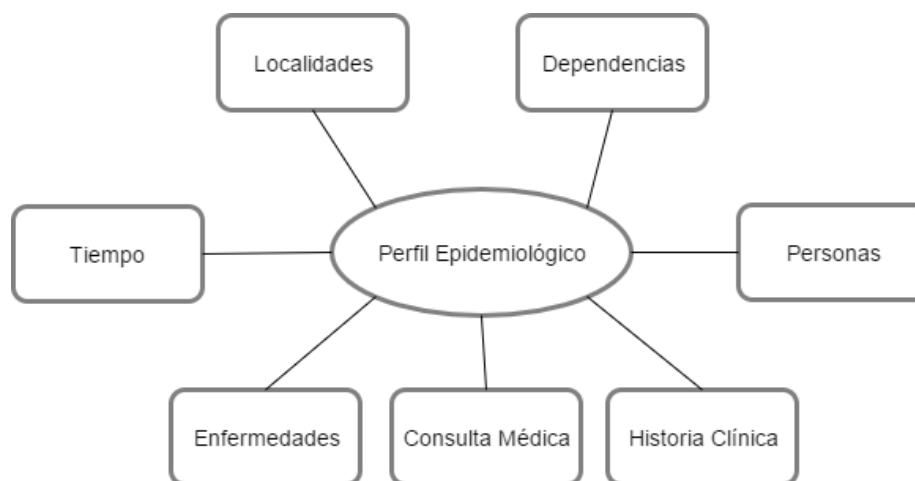 Localidades
Dependencias
Tiempo
Perfil Epidemiológico
Personas
Enfermedades
Consulta Médica
Historia Clínica